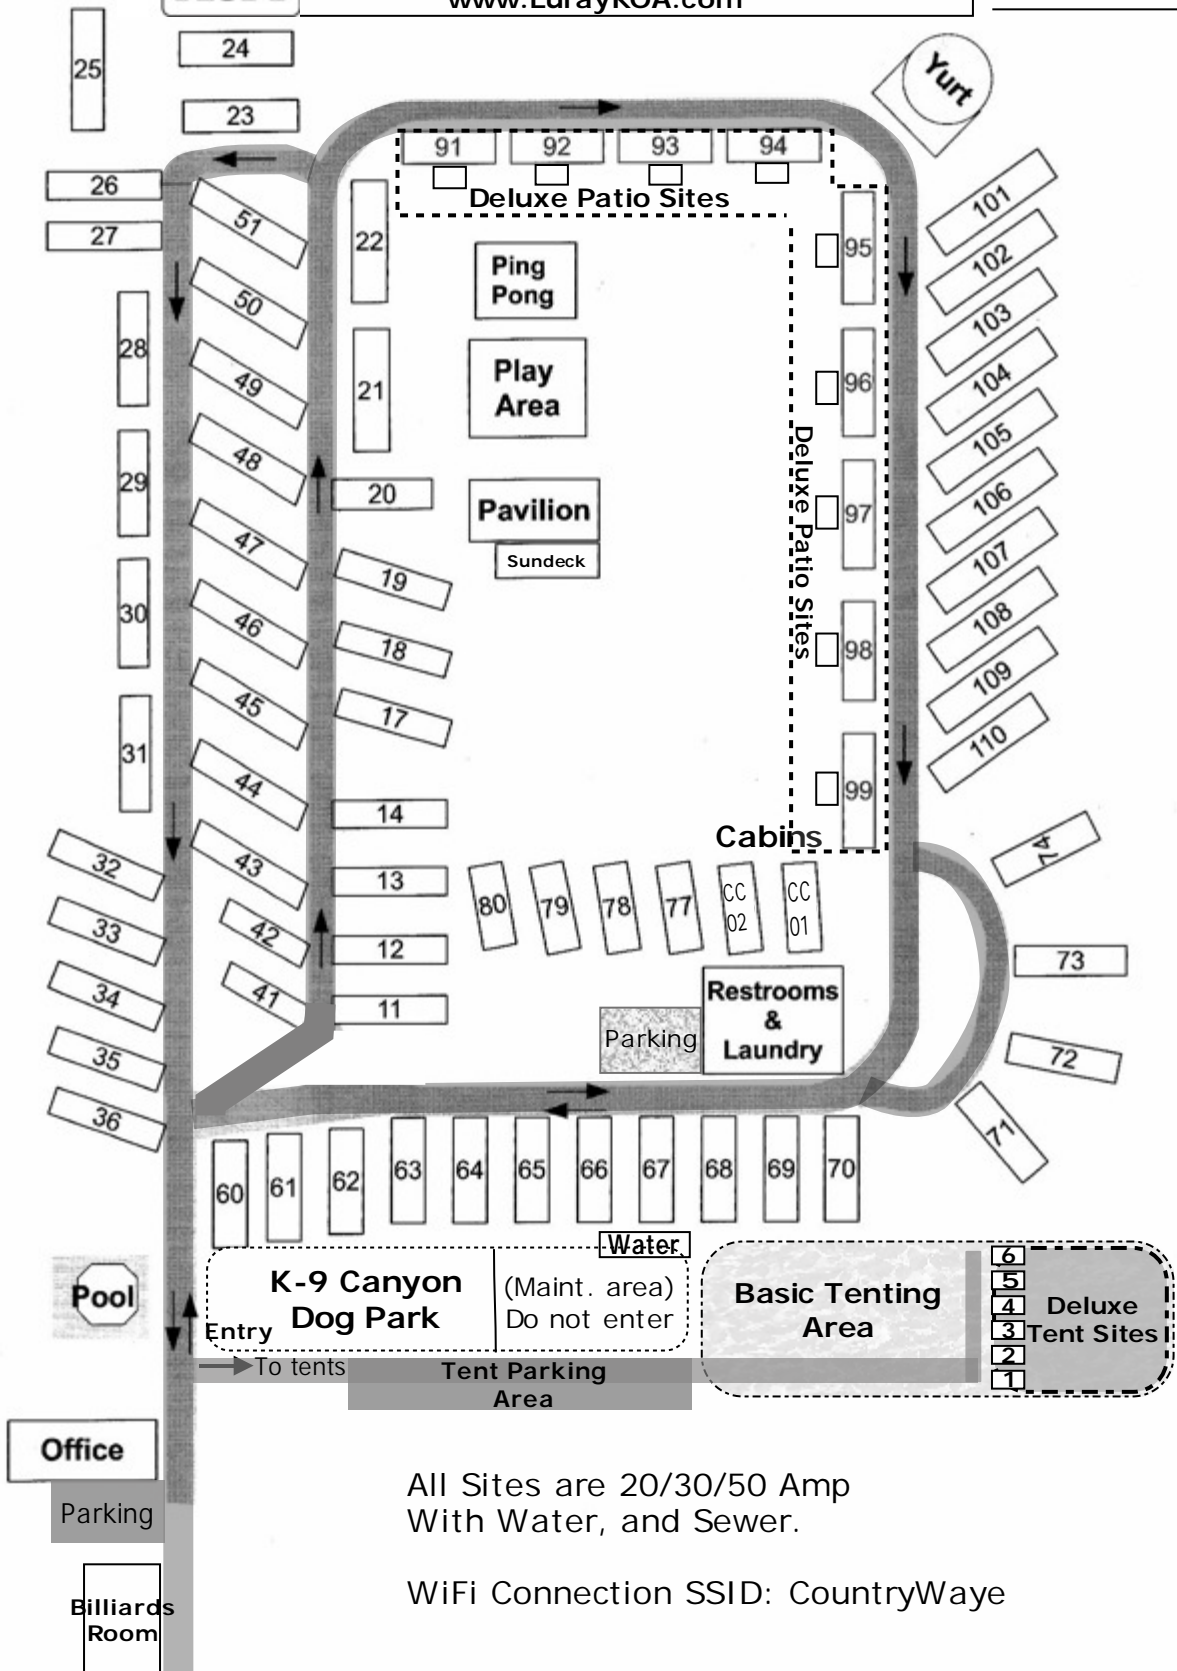 www.LurayKOA.com
24
25
23
Yurt
91
92
93
94
Deluxe Patio Sites
26
27
51
22
Ping
Pong
95
101
102
103
104
105
106
107
108
109
110
50
28
49
21
Play
Area
96
48
29
20
Pavilion
Sundeck
97
Deluxe Patio Sites
47
19
30
46
18
98
45
17
31
44
14
99
Cabins
32
43
13
80
79
78
77
CC
02
CC
01
74
33
42
12
73
34
41
11
Restrooms
&
Laundry
Parking
35
72
36
71
60
61
62
63
64
65
66
67
68
69
70
Water
Pool
K-9 Canyon
Dog Park
Entry
(Maint. area)
Do not enter
Basic Tenting
Area
6
5
4
3
2
1
Deluxe
Tent Sites
To tents
Tent Parking
Area
Office
Parking
All Sites are 20/30/50 Amp
With Water, and Sewer.
WiFi Connection SSID: CountryWaye
Billiards
Room